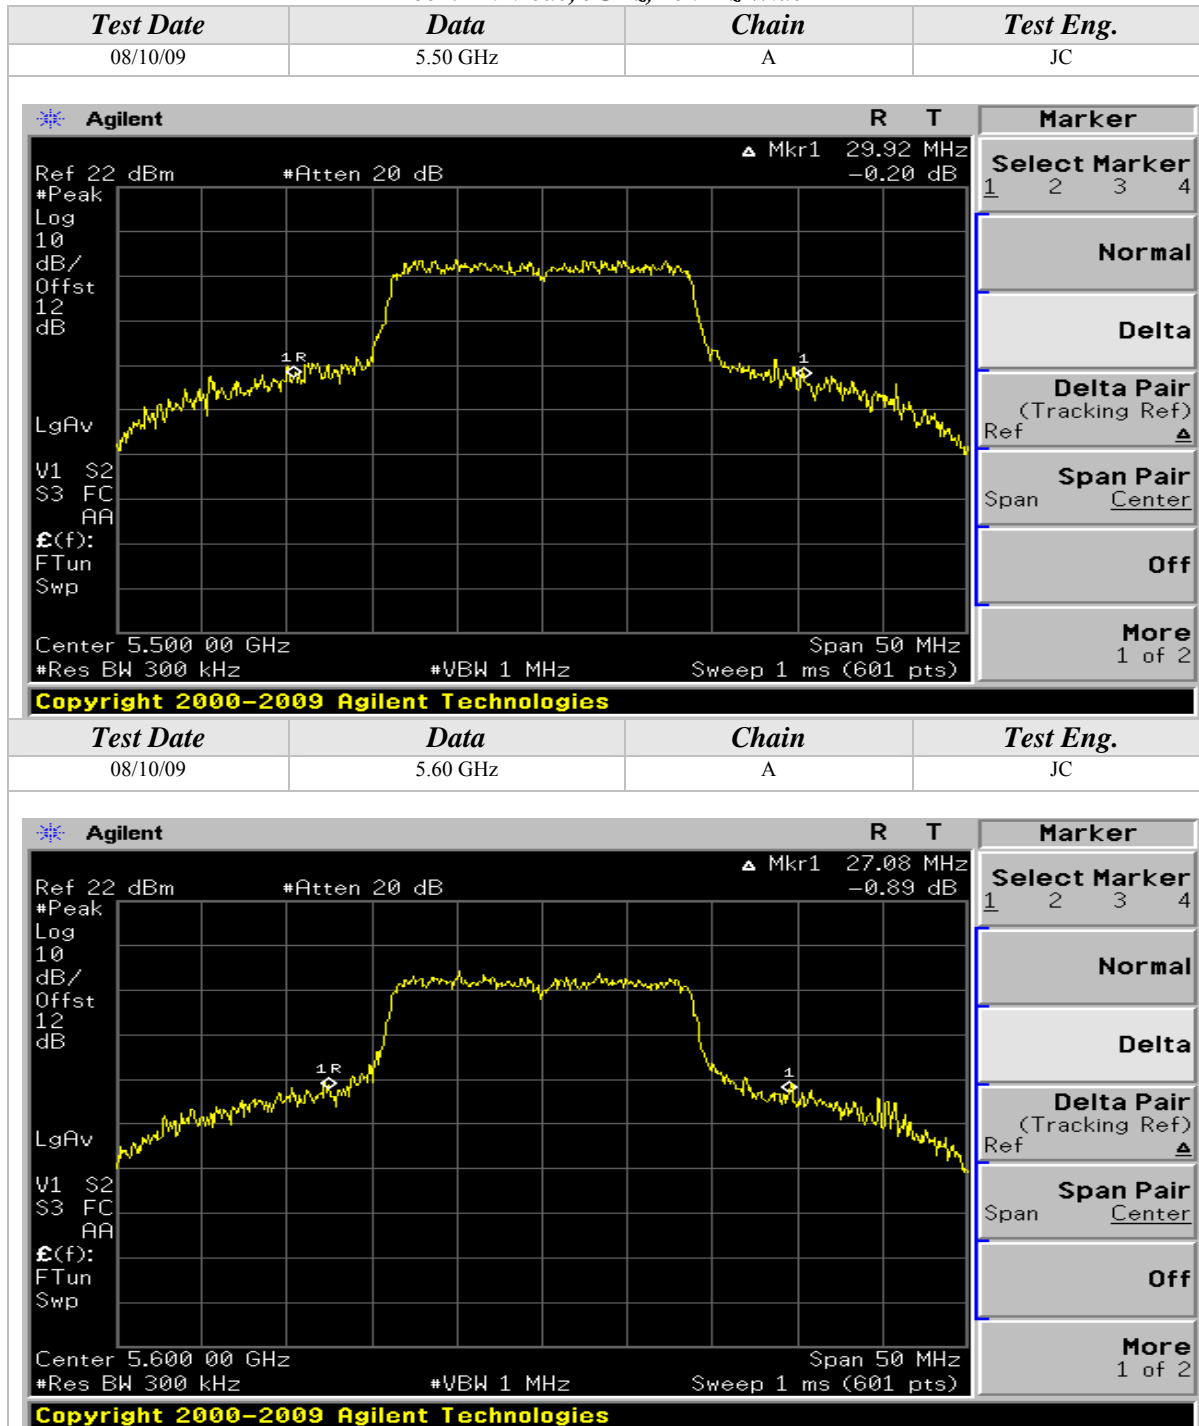 Test Date Data Chain Test Eng.
08/10/09 5.50 GHz A JC
Agilent R T Marker
Δ Mkr1 29.92 MHz
Ref 22 dBm #Atten 20 dB -0.20 dB
#Peak
Log
10
dB/
Offst
12
dB
LgAv
V1 S2
S3 FC
AA
£(f):
FTun
Swp
1R
1
Center 5.500 00 GHz Span 50 MHz
#Res BW 300 kHz #VBW 1 MHz Sweep 1 ms (601 pts)
Select Marker
1 2 3 4
Normal
Delta
Delta Pair
(Tracking Ref)
Ref Δ
Span Pair
Span Center
Off
More
1 of 2
Copyright 2000-2009 Agilent Technologies
Test Date Data Chain Test Eng.
08/10/09 5.60 GHz A JC
Agilent R T Marker
Δ Mkr1 27.08 MHz
Ref 22 dBm #Atten 20 dB -0.89 dB
#Peak
Log
10
dB/
Offst
12
dB
LgAv
V1 S2
S3 FC
AA
£(f):
FTun
Swp
1R
1
Center 5.600 00 GHz Span 50 MHz
#Res BW 300 kHz #VBW 1 MHz Sweep 1 ms (601 pts)
Select Marker
1 2 3 4
Normal
Delta
Delta Pair
(Tracking Ref)
Ref Δ
Span Pair
Span Center
Off
More
1 of 2
Copyright 2000-2009 Agilent Technologies